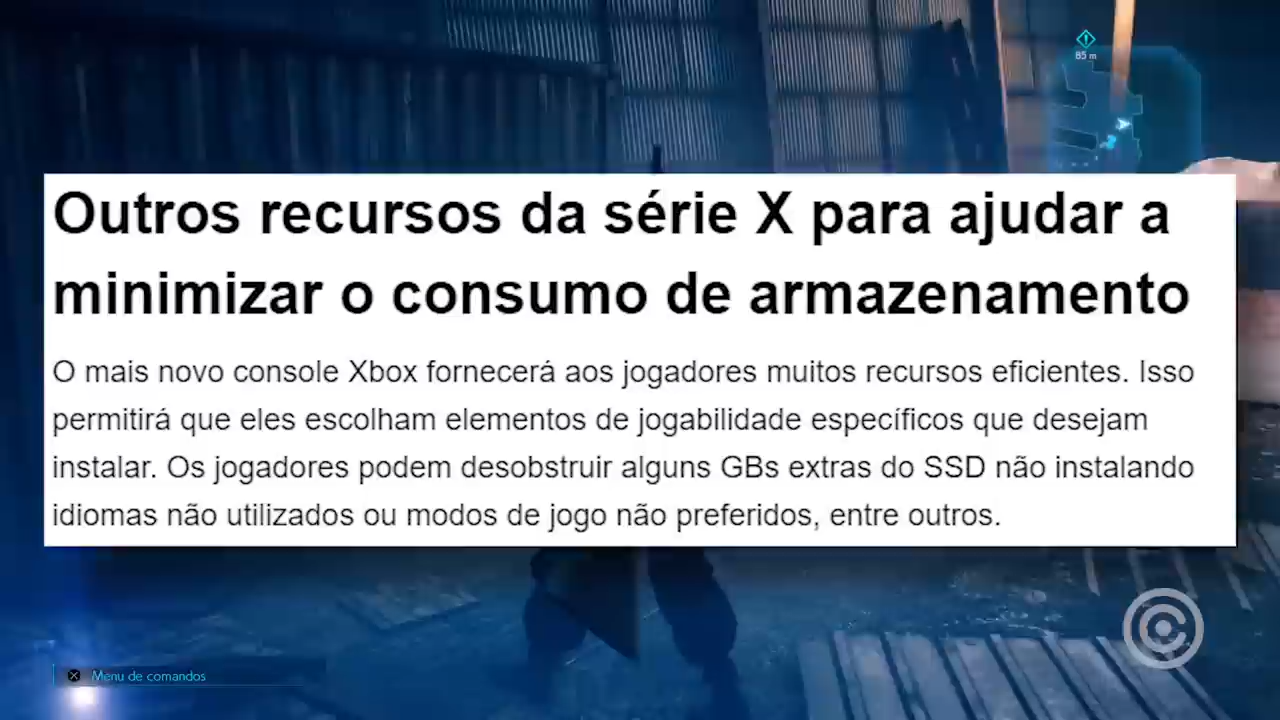 85 m
Outros recursos da série X para ajudar a
minimizar o consumo de armazenamento
O mais novo console Xbox fornecerá aos jogadores muitos recursos eficientes. Isso
permitirá que eles escolham elementos de jogabilidade específicos que desejam
instalar. Os jogadores podem desobstruir alguns GBs extras do SSD não instalando
idiomas não utilizados ou modos de jogo não preferidos, entre outros.
Menu de comandos